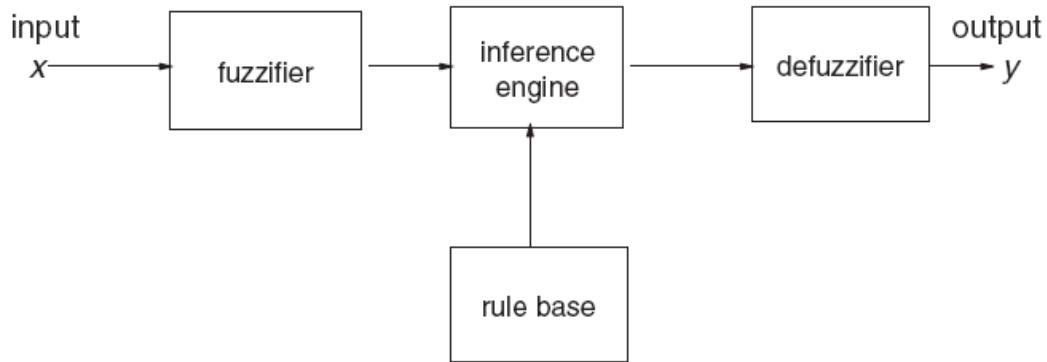 input
x
fuzzifier
inference
engine
defuzzifier
output
y
rule base